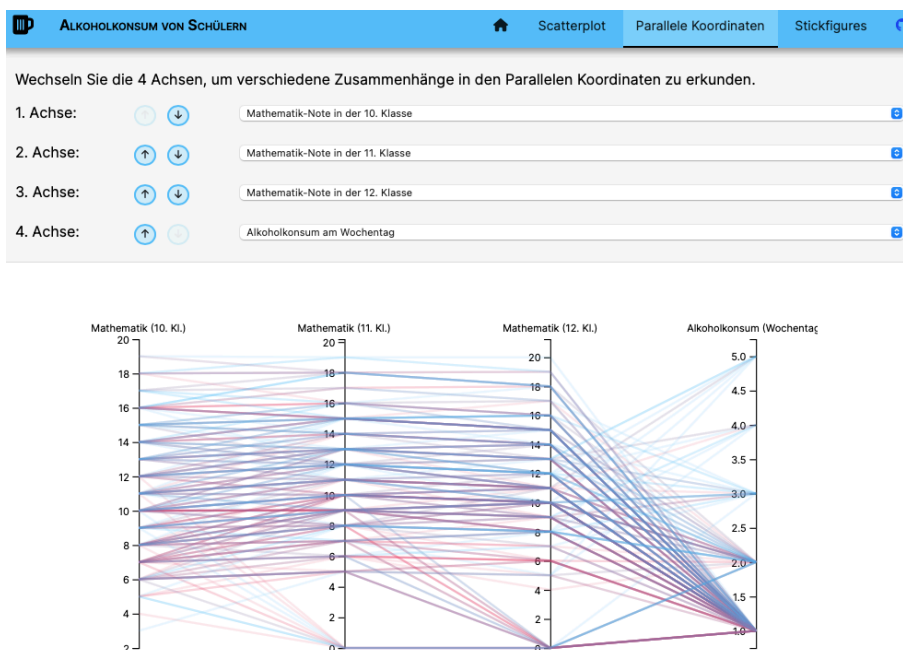 ALKOHOLKONSUM VON SCHÜLERN
Scatterplot Parallele Koordinaten Stickfigures
Wechseln Sie die 4 Achsen, um verschiedene Zusammenhänge in den Parallelen Koordinaten zu erkunden.
1. Achse: Mathematik-Note in der 10. Klasse
2. Achse: Mathematik-Note in der 11. Klasse
3. Achse: Mathematik-Note in der 12. Klasse
4. Achse: Alkoholkonsum am Wochentag
Mathematik (10. Kl.) Mathematik (11. Kl.) Mathematik (12. Kl.) Alkoholkonsum (Wochentag
20 20
20 5.0
18 18
18 4.5
16 16
16 4.0
14 14
14 3.5
12 12
12 3.0
10 10
10 2.5
8 8
8 2.0
6 6
6 1.5
4 4
4 1.0
2 2
2 0
0